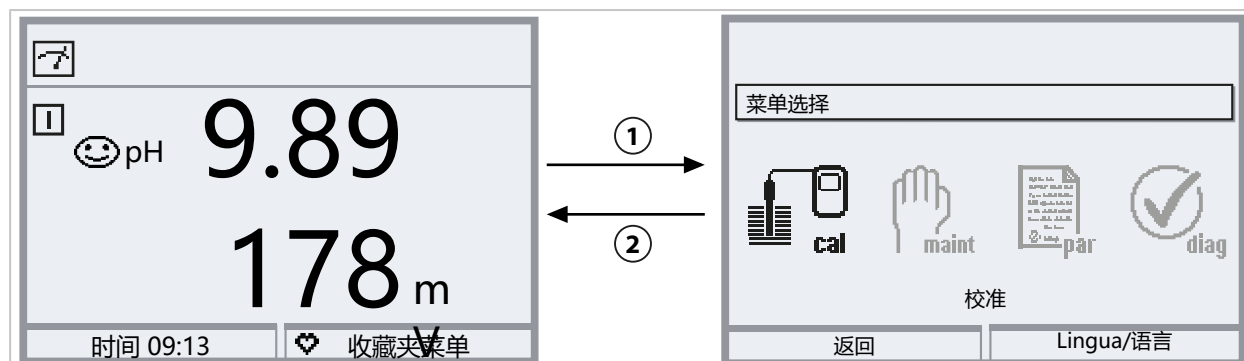 pH 9.89
178 mV
时间 09:13
收藏夹菜单
①
②
菜单选择
cal
maint
par
diag
校准
返回
Lingua/语言